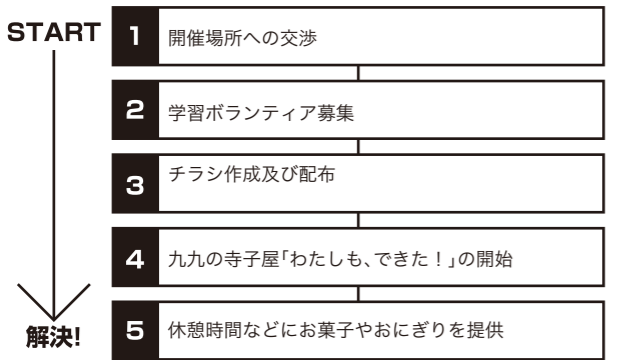 START
1 開催場所への交渉
2 学習ボランティア募集
3 チラシ作成及び配布
4 九九の寺子屋「わたしも、できた！」の開始
5 休憩時間などにお菓子やおにぎりを提供
解決!